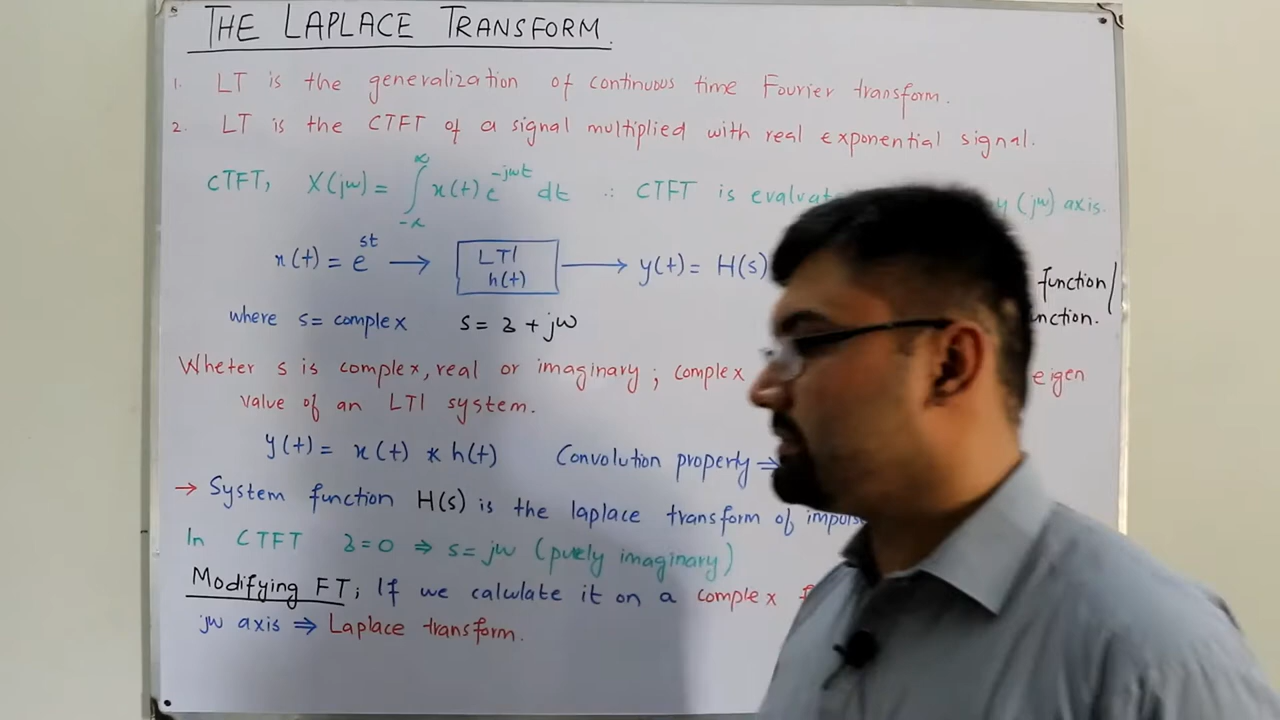 THE LAPLACE TRANSFORM.
1. LT is the generalization of continuous time Fourier transform.
2. LT is the CTFT of a signal multiplied with real exponential signal.
CTFT, X(jω) = ∫_{-∞}^{∞} x(t) e^{-jωt} dt ∴ CTFT is (jω) axis.
x(t) = e^{st} → LTI h(t) → y(t) = H(s) function/
where s = complex s = 3 + jω
Wheter s is complex, real or imaginary; complex eigen
value of an LTI system.
y(t) = x(t) * h(t) Convolution property →
→ System function H(s) is the laplace transform of
In CTFT 3=0 ⇒ s = jω (purely imaginary)
Modifying FT; If we calculate it on a complex
jω axis ⇒ Laplace transform.